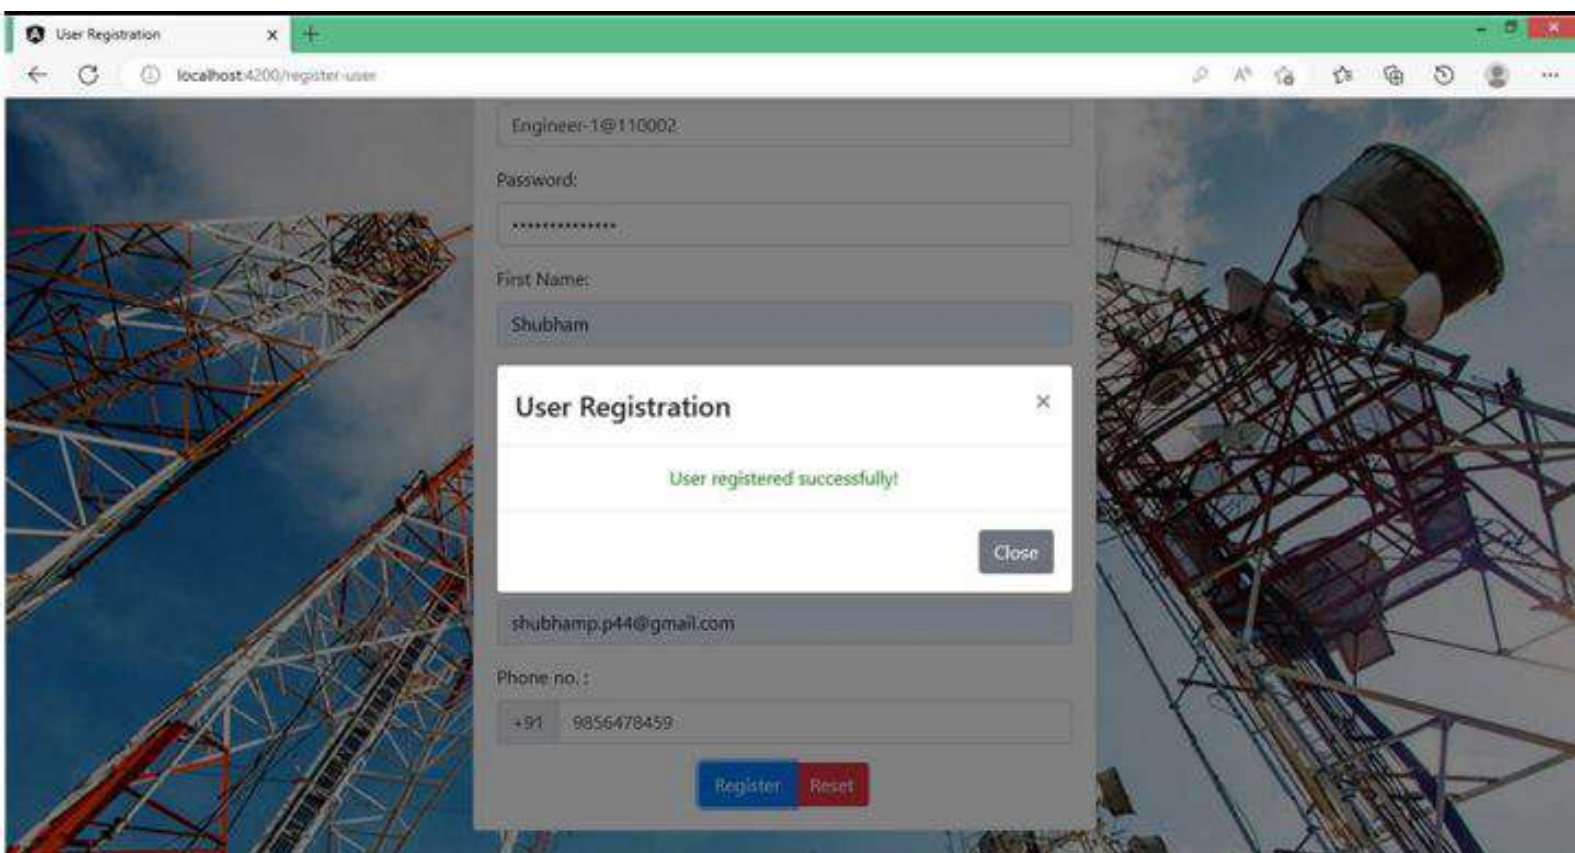 User Registration
localhost:4200/register-user
Engineer-1@110002
Password:
••••••••••••••
First Name:
Shubham
User Registration ×
User registered successfully!
Close
shubhamp.p44@gmail.com
Phone no. :
+91 9856478459
Register Reset